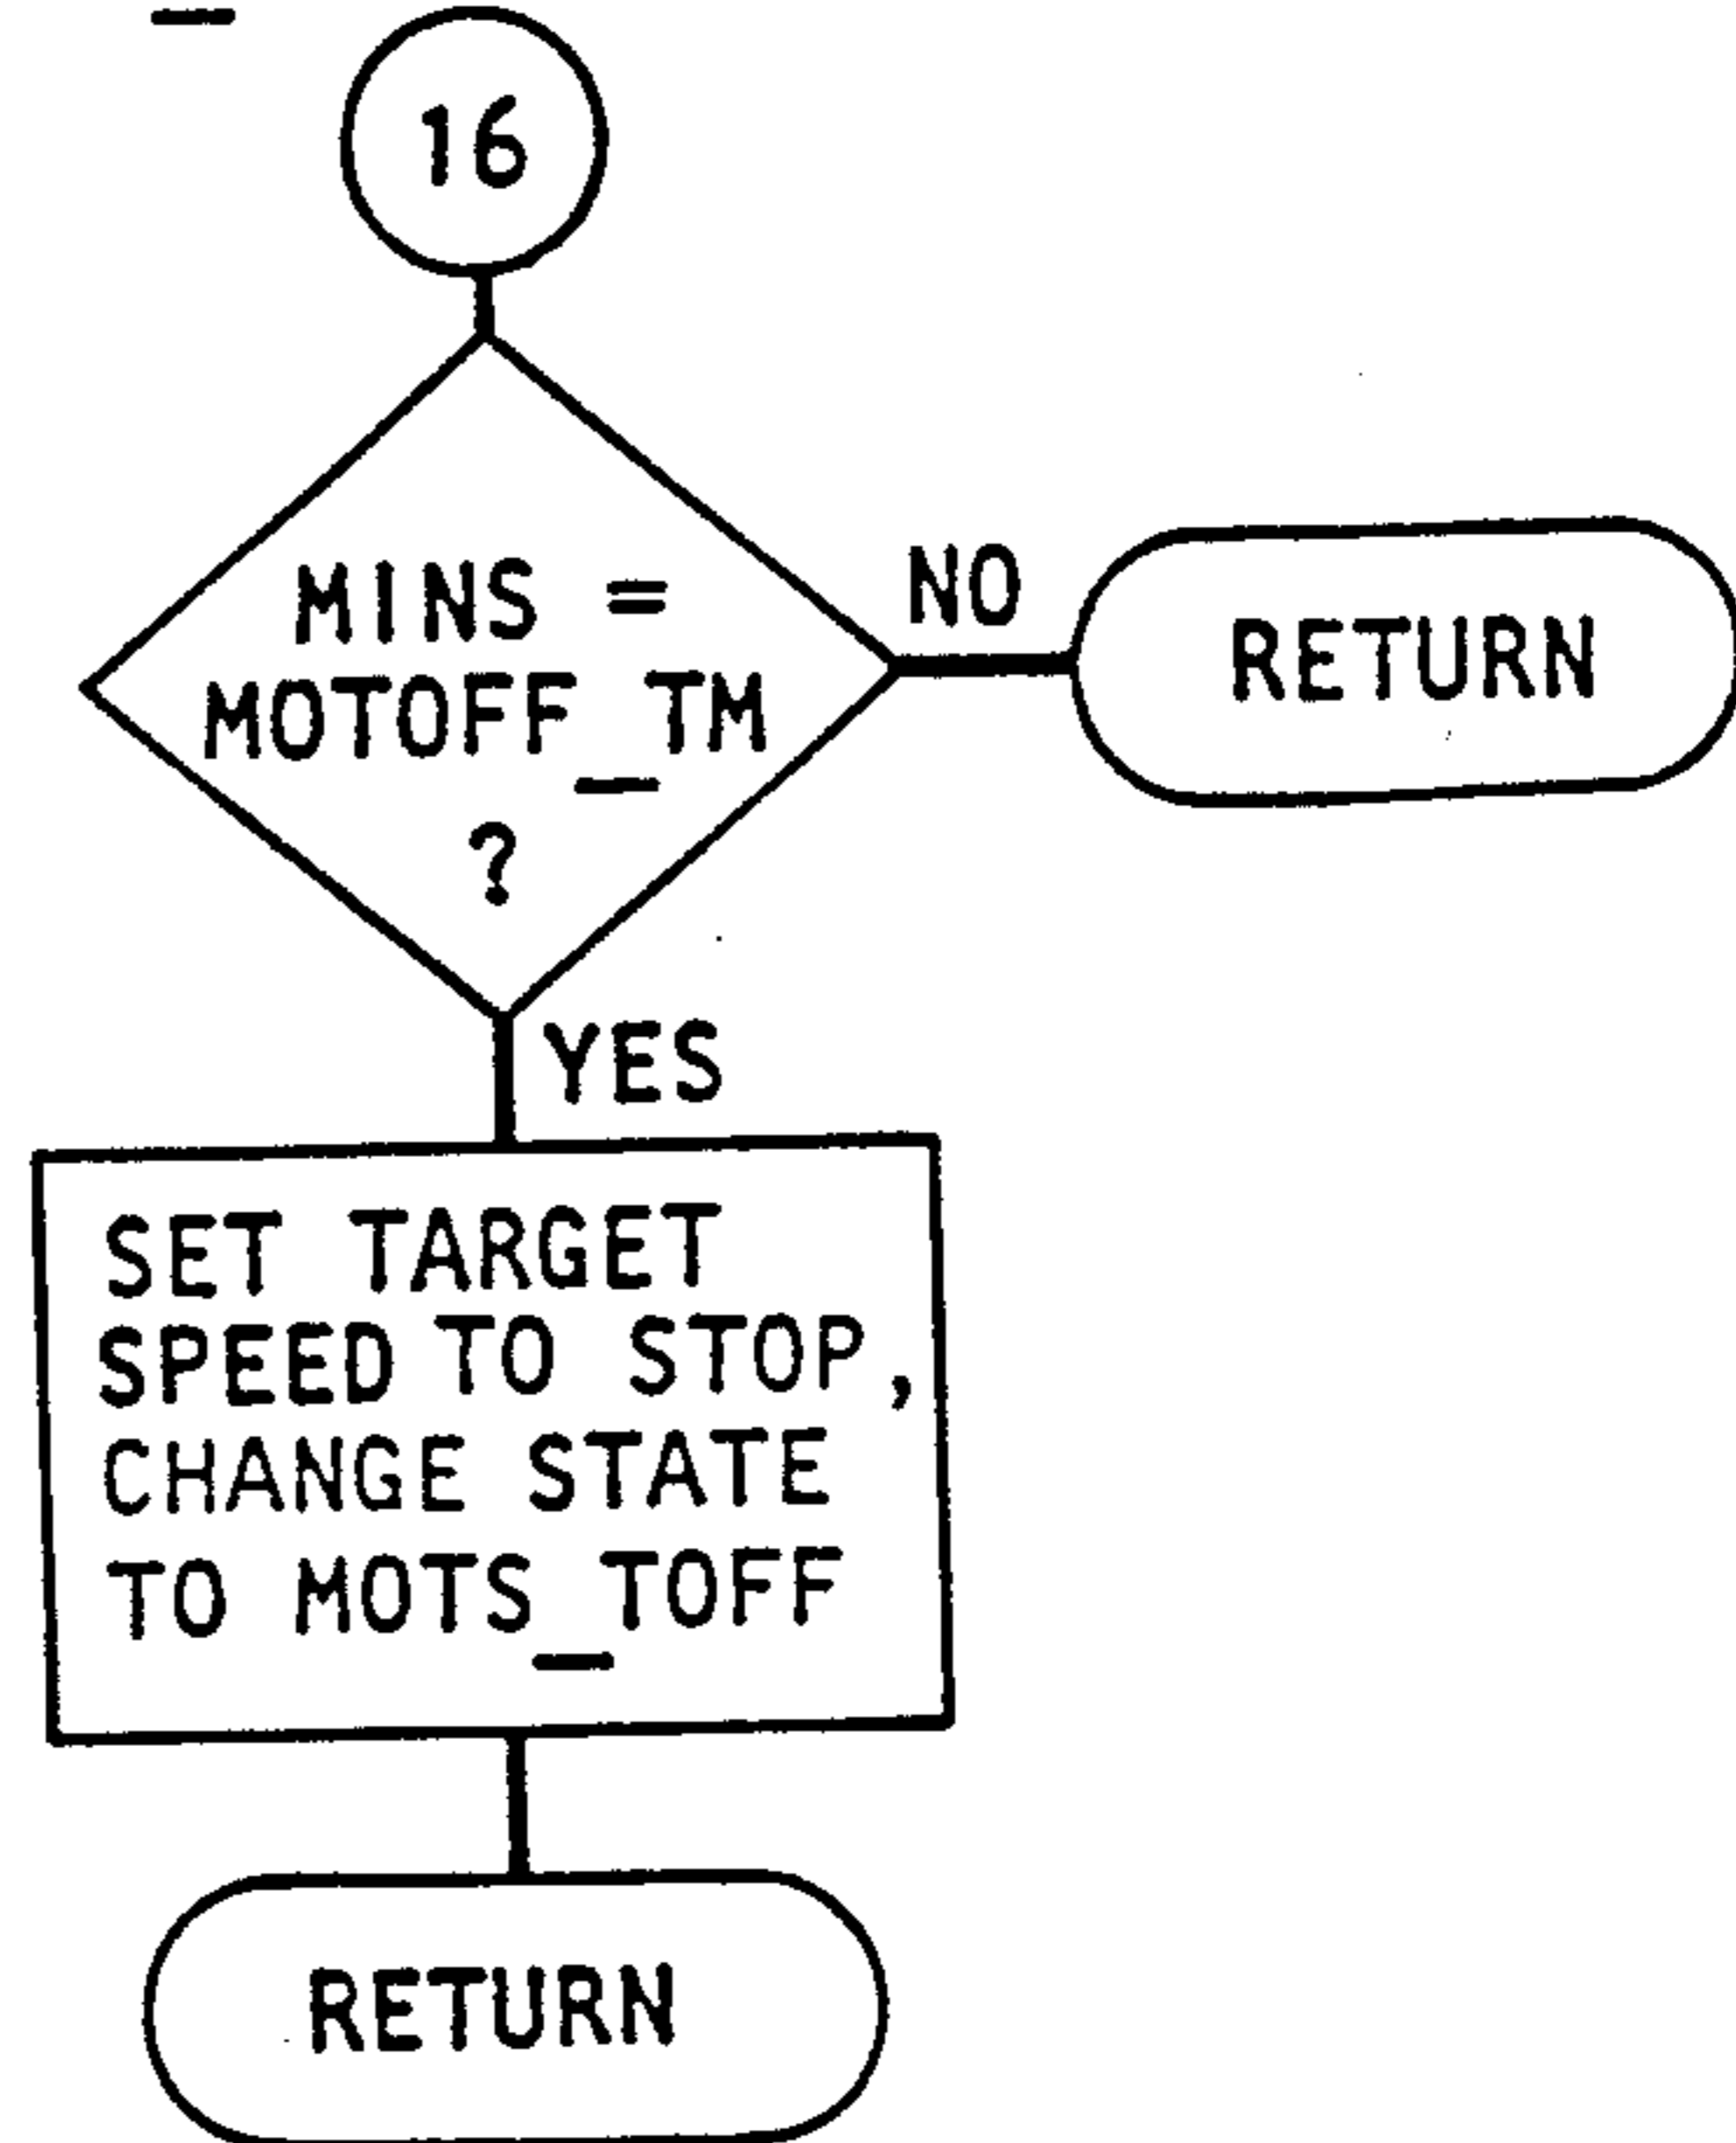 16
MINS =
MOTOFF_TM
?
NO
RETURN
YES
SET TARGET
SPEED TO STOP,
CHANGE STATE
TO MOTS_TOFF
RETURN